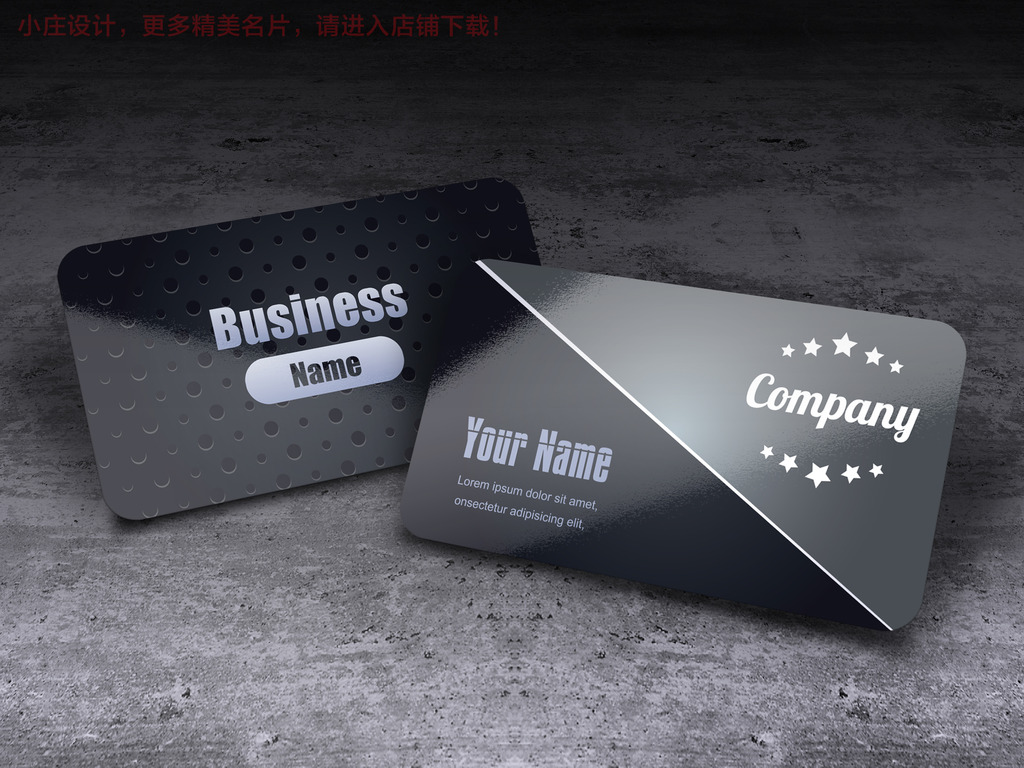 小庄设计，更多精美名片，请进入店铺下载！
Business
Name
Company
Your Name
Lorem ipsum dolor sit amet,
onsectetur adipisicing elit,